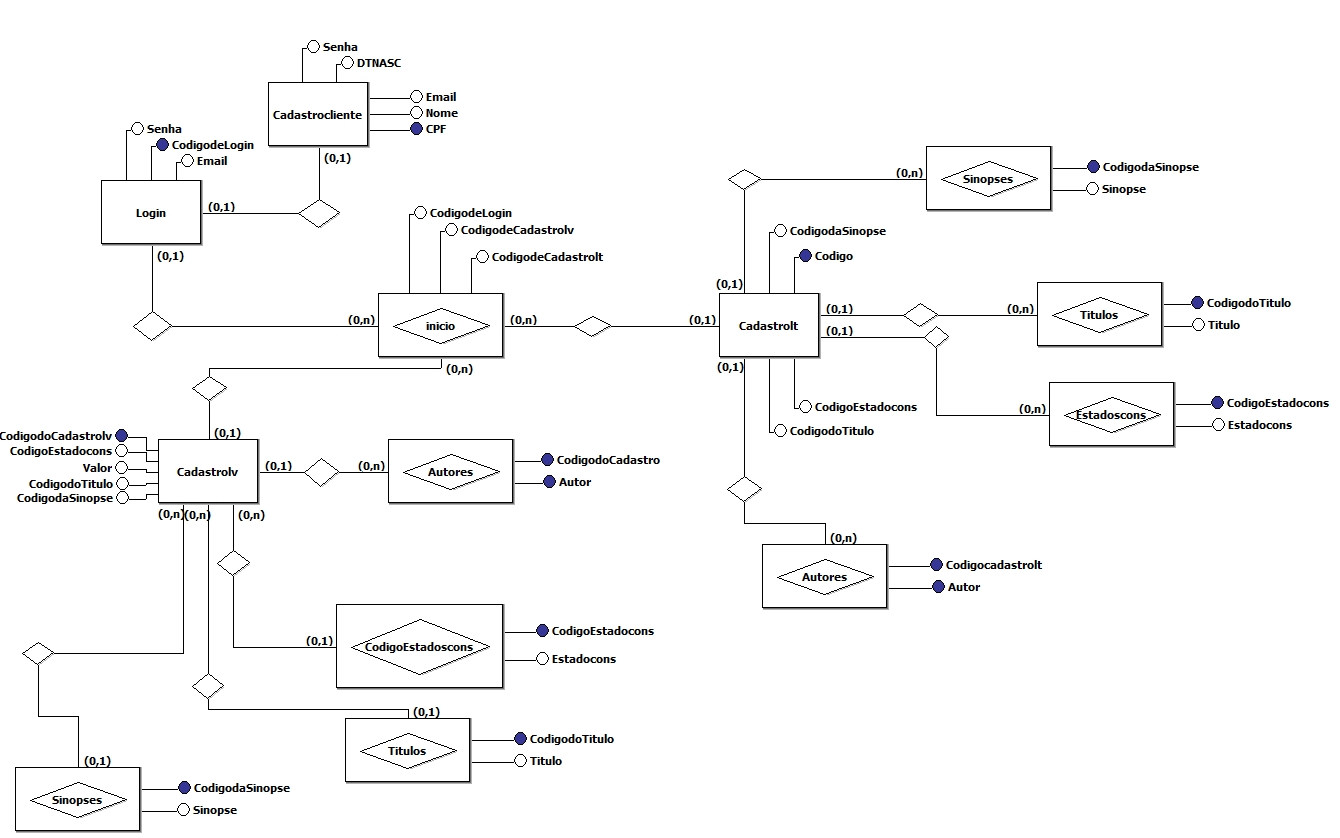 Senha
DTNASC
Cadastrocliente
Email
Nome
CPF
(0,1)
Senha
CodigodeLogin
Email
Login
(0,1)
(0,1)
CodigodeLogin
CodigodeCadastrolv
CodigodeCadastrolt
(0,n)
inicio
(0,n)
(0,n)
(0,1)
(0,n)
Sinopses
CodigodaSinopse
Sinopse
CodigodaSinopse
Codigo
(0,1)
Cadastrolt
(0,1)
(0,n)
Titulos
CodigodoTitulo
Titulo
(0,1)
(0,n)
Estadoscons
CodigoEstadocons
Estadocons
(0,1)
CodigoEstadocons
CodigodoTitulo
(0,n)
Autores
Codigocadastrolt
Autor
(0,1)
CodigodoCadastrolv
CodigoEstadocons
Valor
CodigodoTitulo
CodigodaSinopse
Cadastrolv
(0,1)
(0,n)
Autores
CodigodoCadastro
Autor
(0,n)
(0,n)
(0,n)
(0,1)
CodigoEstadoscons
CodigoEstadocons
Estadocons
(0,1)
Titulos
CodigodoTitulo
Titulo
(0,1)
Sinopses
CodigodaSinopse
Sinopse